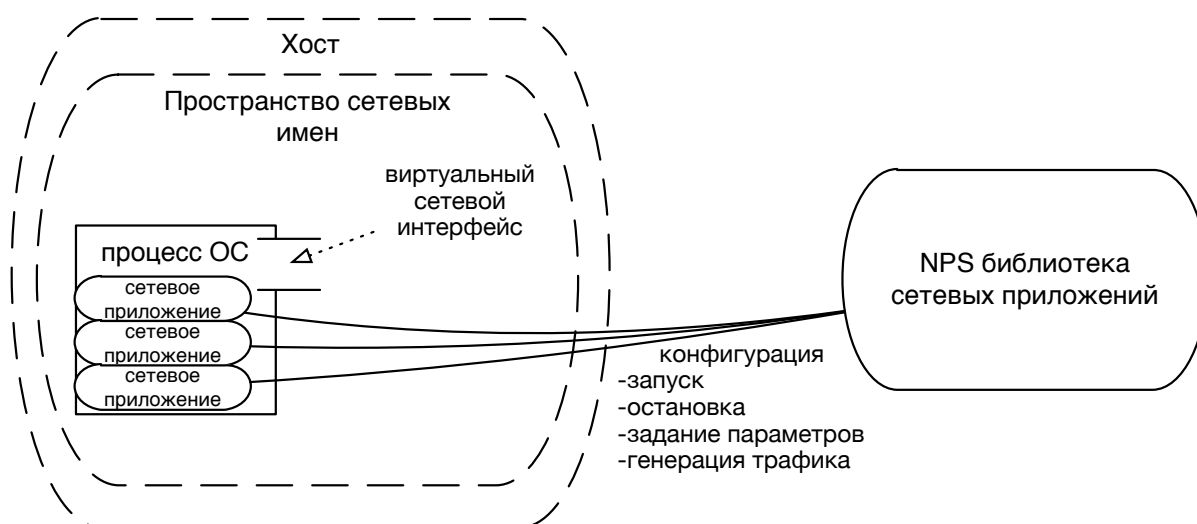 Хост
Пространство сетевых
имен
виртуальный
сетевой
интерфейс
процесс ОС
сетевое
приложение
сетевое
приложение
сетевое
приложение
NPS библиотека
сетевых приложений
конфигурация
-запуск
-остановка
-задание параметров
-генерация трафика